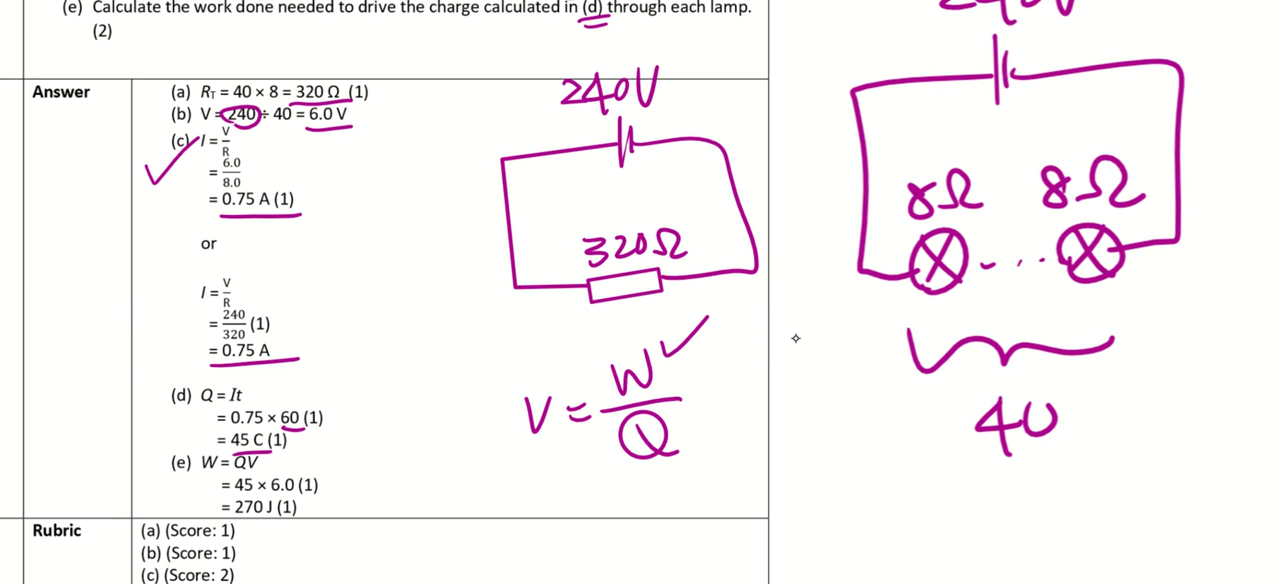 (e) Calculate the work done needed to drive the charge calculated in (d) through each lamp.
(2)
Answer
(a) RT = 40 × 8 = 320 Ω (1)
(b) V = 240 ÷ 40 = 6.0 V
(c) I = V/R
= 6.0/8.0
= 0.75 A (1)
or
I = V/R
= 240/320 (1)
= 0.75 A
(d) Q = It
= 0.75 × 60 (1)
= 45 C (1)
(e) W = QV
= 45 × 6.0 (1)
= 270 J (1)
Rubric
(a) (Score: 1)
(b) (Score: 1)
(c) (Score: 2)
240V
320Ω
V = W/Q
240V
8Ω 8Ω
...
40